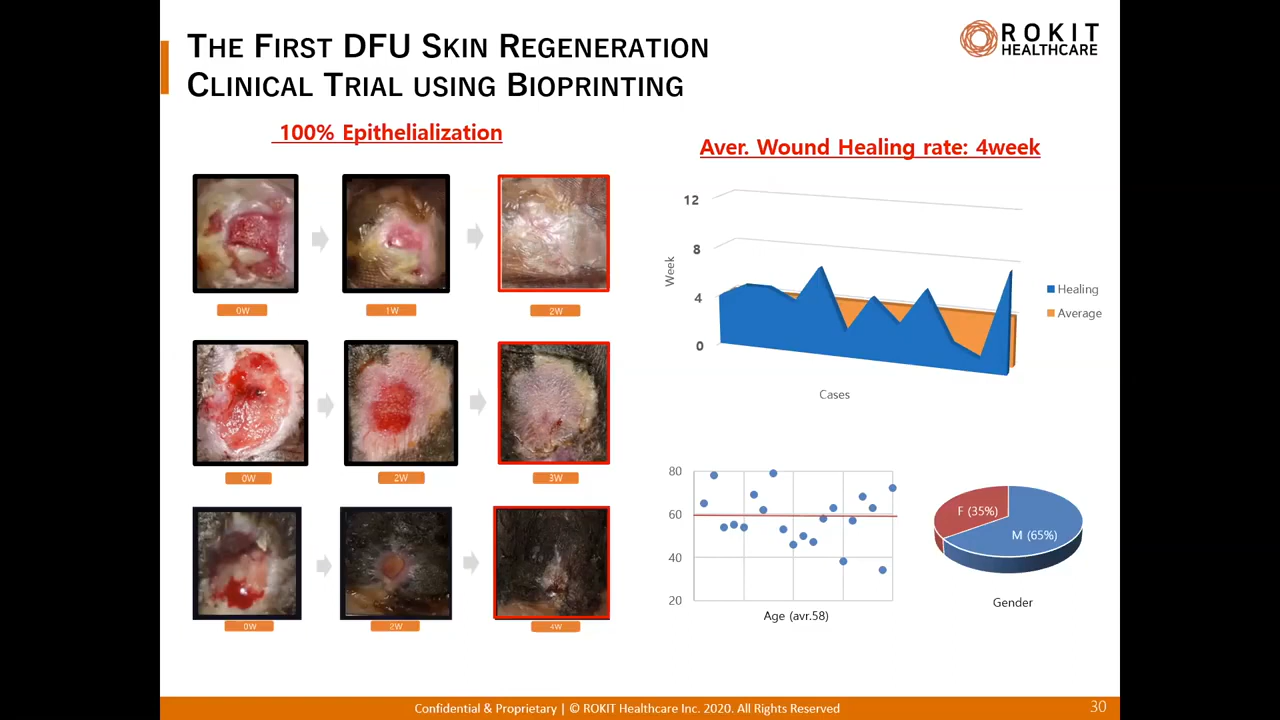 THE FIRST DFU SKIN REGENERATION
CLINICAL TRIAL USING BIOPRINTING
ROKIT
HEALTHCARE
100% Epithelialization
0W
1W
2W
0W
2W
3W
0W
2W
4W
Aver. Wound Healing rate: 4week
12
8
4
0
Week
Cases
Healing
Average
80
60
40
20
Age (avr.58)
F (35%)
M (65%)
Gender
Confidential & Proprietary | © ROKIT Healthcare Inc. 2020. All Rights Reserved
30